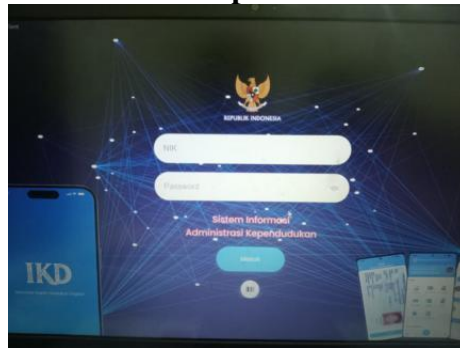 REPUBLIK INDONESIA
NIK
Password
Sistem Informasi
Administrasi Kependudukan
IKD